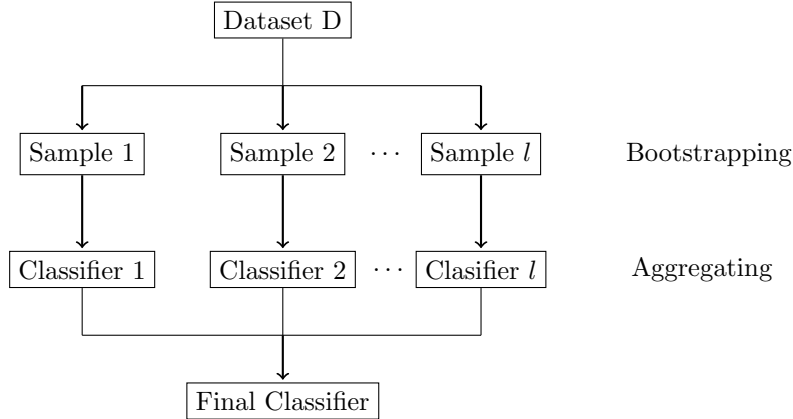 Dataset D
Sample 1 Sample 2 ··· Sample l Bootstrapping
Classifier 1 Classifier 2 ··· Clasifier l Aggregating
Final Classifier